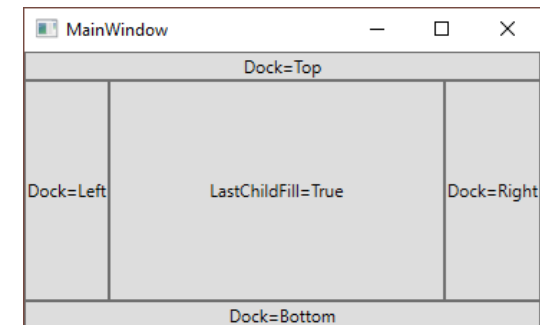 MainWindow
Dock=Top
Dock=Left
LastChildFill=True
Dock=Right
Dock=Bottom